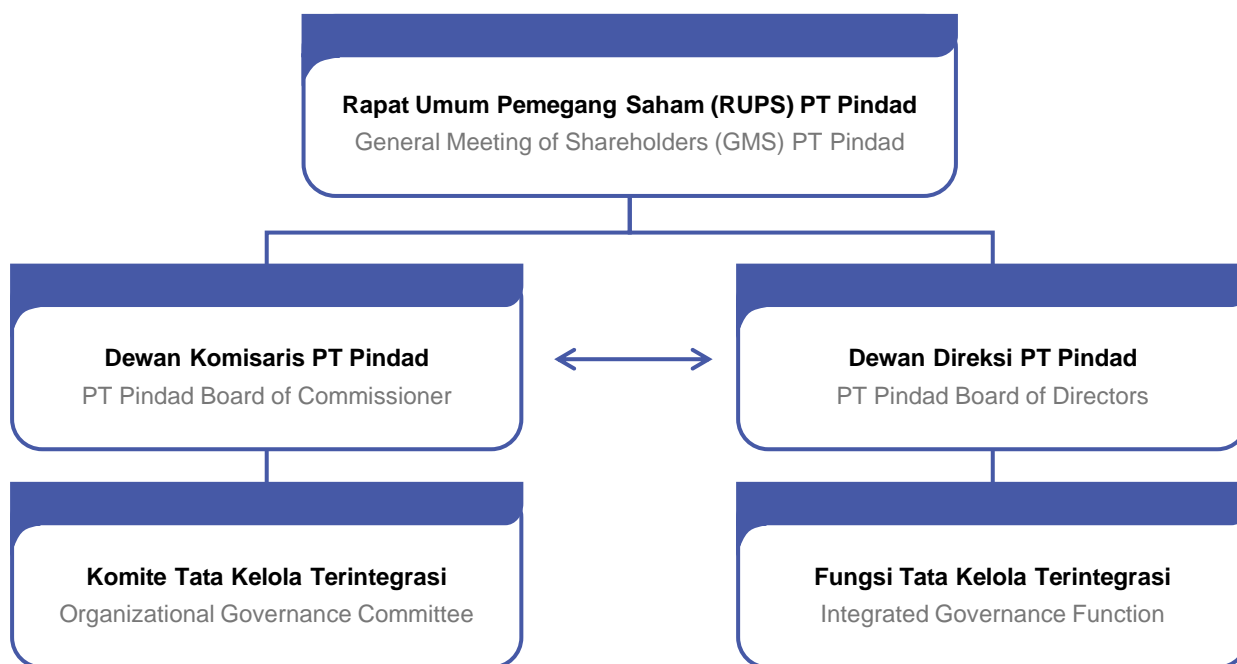 Rapat Umum Pemegang Saham (RUPS) PT Pindad
General Meeting of Shareholders (GMS) PT Pindad
Dewan Komisaris PT Pindad
PT Pindad Board of Commissioner
Dewan Direksi PT Pindad
PT Pindad Board of Directors
Komite Tata Kelola Terintegrasi
Organizational Governance Committee
Fungsi Tata Kelola Terintegrasi
Integrated Governance Function